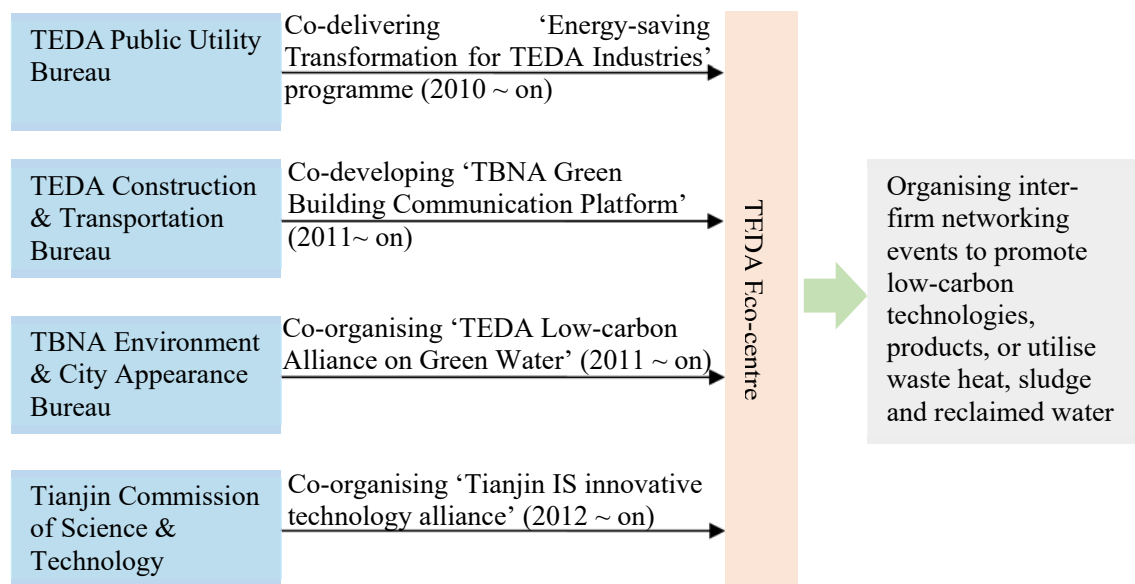 TEDA Public Utility
Bureau
Co-delivering ‘Energy-saving
Transformation for TEDA Industries’
programme (2010 ~ on)
TEDA Construction
& Transportation
Bureau
Co-developing ‘TBNA Green
Building Communication Platform’
(2011~ on)
TBNA Environment
& City Appearance
Bureau
Co-organising ‘TEDA Low-carbon
Alliance on Green Water’ (2011 ~ on)
Tianjin Commission
of Science &
Technology
Co-organising ‘Tianjin IS innovative
technology alliance’ (2012 ~ on)
TEDA Eco-centre
Organising inter-
firm networking
events to promote
low-carbon
technologies,
products, or utilise
waste heat, sludge
and reclaimed water